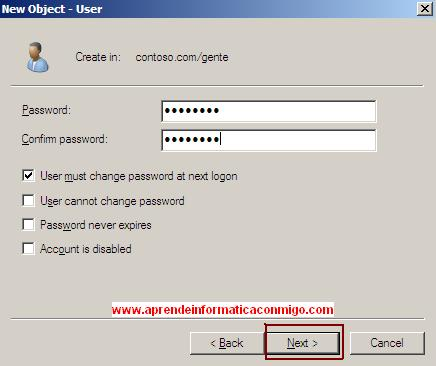 New Object - User
Create in: contoso.com/gente
Password: ••••••••
Confirm password: ••••••••
User must change password at next logon
User cannot change password
Password never expires
Account is disabled
www.aprendeinformaticaconmigo.com
< Back Next > Cancel